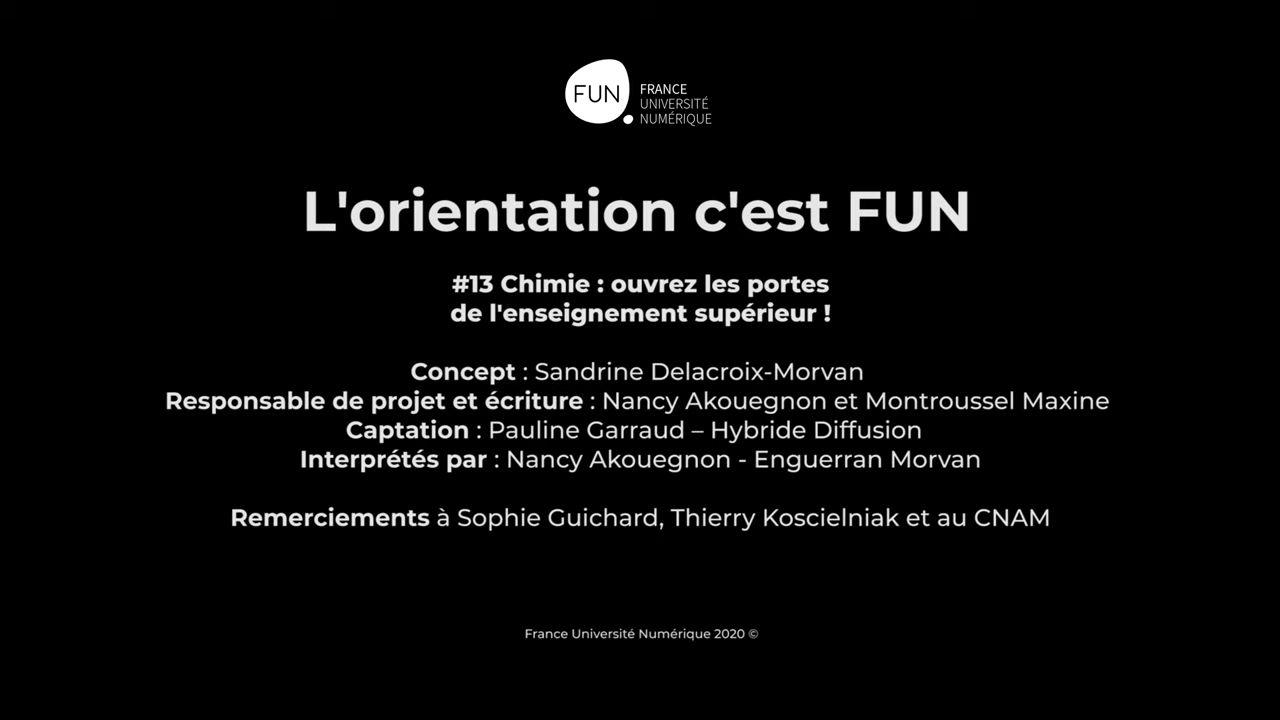 FUN
FRANCE
UNIVERSITÉ
NUMÉRIQUE
L'orientation c'est FUN
#13 Chimie : ouvrez les portes
de l'enseignement supérieur !
Concept : Sandrine Delacroix-Morvan
Responsable de projet et écriture : Nancy Akouegnon et Montroussel Maxine
Captation : Pauline Garraud – Hybride Diffusion
Interprétés par : Nancy Akouegnon - Enguerran Morvan
Remerciements à Sophie Guichard, Thierry Koscielniak et au CNAM
France Université Numérique 2020 ©